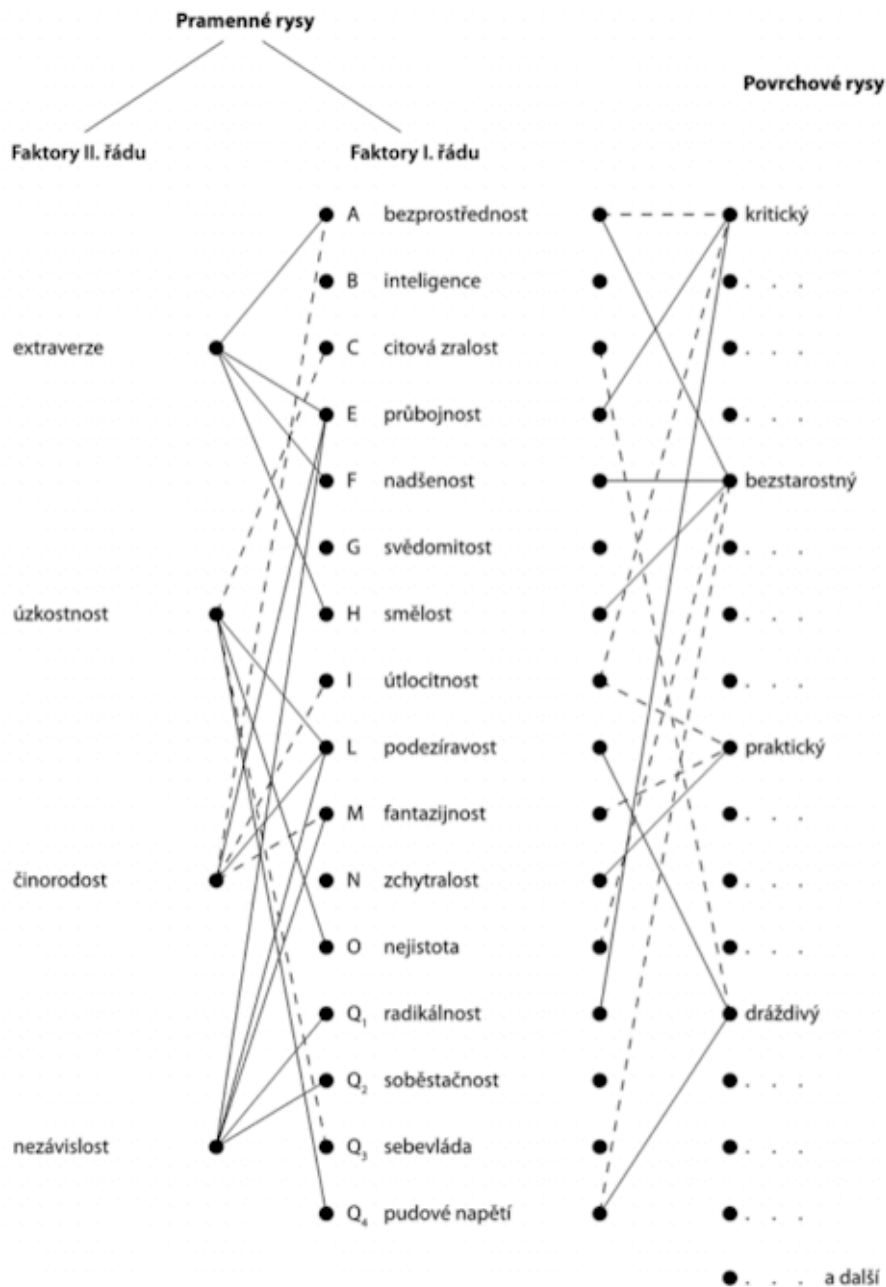 Pramenné rysy
Povrchové rysy
Faktory II. řádu
Faktory I. řádu
A bezprostřednost
kritický
B inteligence
. . .
extraverze
C citová zralost
. . .
E průbojnost
. . .
F nadšenost
bezstarostný
G svědomitost
. . .
úzkostnost
H smělost
. . .
I útlocitnost
. . .
L podezíravost
praktický
M fantazijnost
. . .
činorodost
N zchytralost
. . .
O nejistota
. . .
Q₁ radikálnost
dráždivý
Q₂ soběstačnost
. . .
nezávislost
Q₃ sebevláda
. . .
Q₄ pudové napětí
. . .
. . . a další